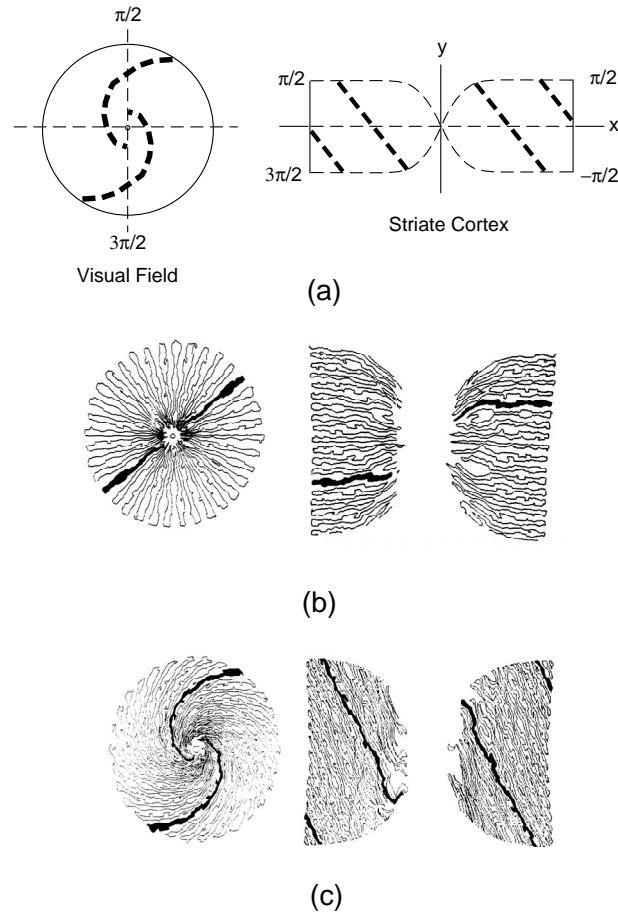 π/2
3π/2
Visual Field
y
π/2
π/2
x
3π/2
−π/2
Striate Cortex
(a)
(b)
(c)